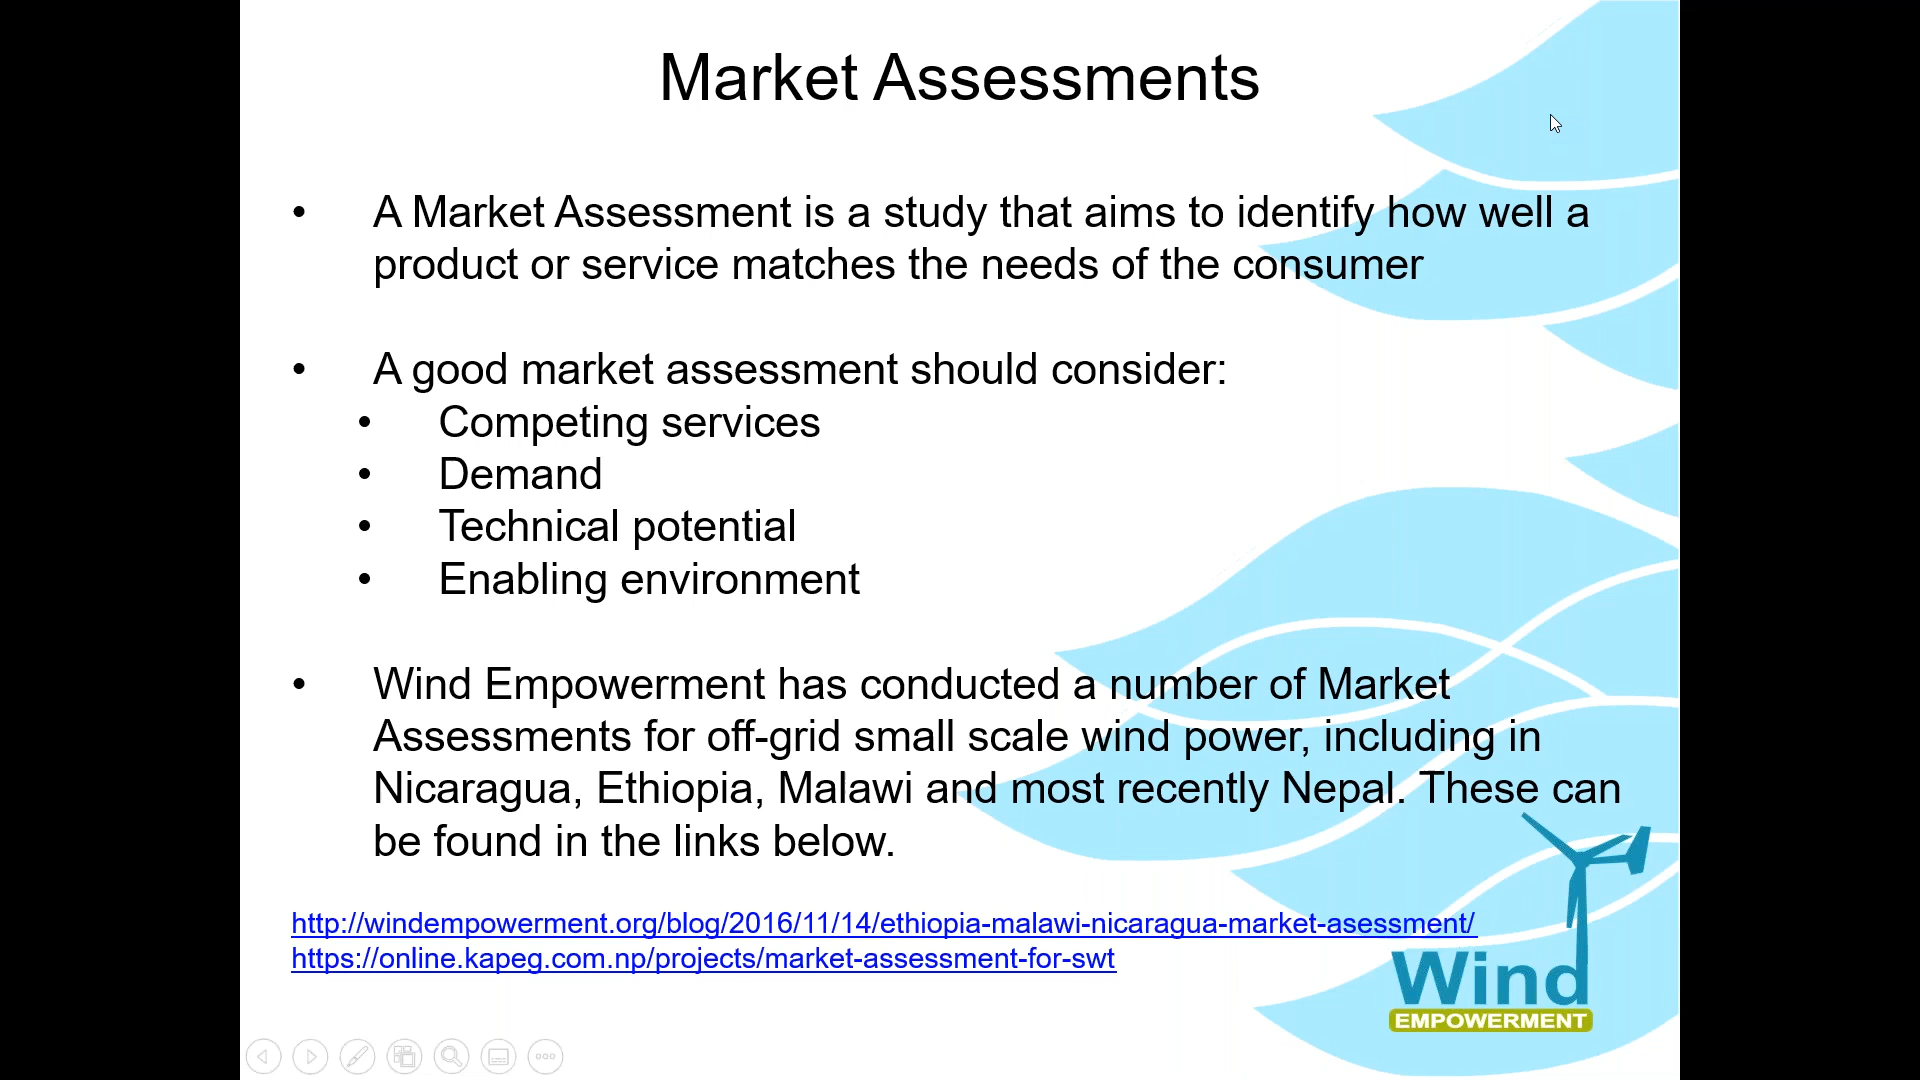 Market Assessments
• A Market Assessment is a study that aims to identify how well a
product or service matches the needs of the consumer
• A good market assessment should consider:
• Competing services
• Demand
• Technical potential
• Enabling environment
• Wind Empowerment has conducted a number of Market
Assessments for off-grid small scale wind power, including in
Nicaragua, Ethiopia, Malawi and most recently Nepal. These can
be found in the links below.
http://windempowerment.org/blog/2016/11/14/ethiopia-malawi-nicaragua-market-asessment/
https://online.kapeg.com.np/projects/market-assessment-for-swt
Wind
EMPOWERMENT